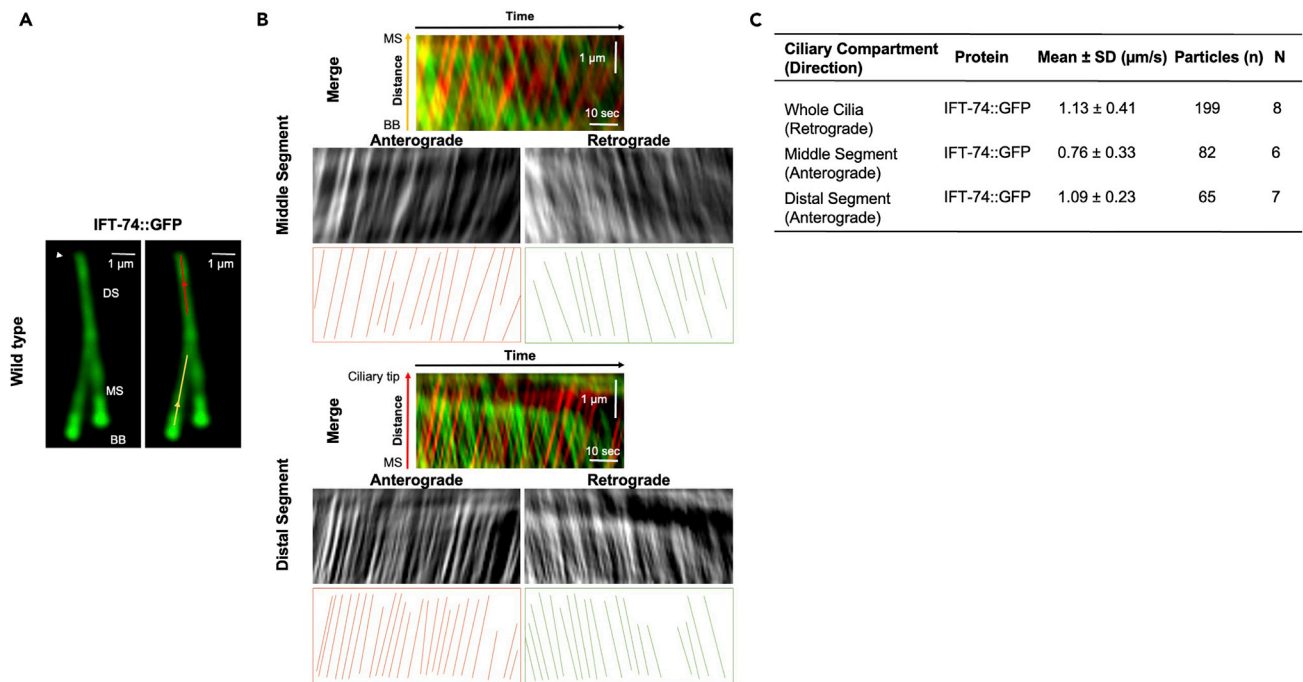 A
IFT-74::GFP
1 µm
1 µm
DS
MS
BB
Wild type
B
Time
MS
Distance
BB
Merge
1 µm
10 sec
Anterograde
Retrograde
Middle Segment
Time
Ciliary tip
Distance
MS
Merge
1 µm
10 sec
Anterograde
Retrograde
Distal Segment
C
Ciliary Compartment (Direction) Protein Mean ± SD (µm/s) Particles (n) N
Whole Cilia (Retrograde) IFT-74::GFP 1.13 ± 0.41 199 8
Middle Segment (Anterograde) IFT-74::GFP 0.76 ± 0.33 82 6
Distal Segment (Anterograde) IFT-74::GFP 1.09 ± 0.23 65 7